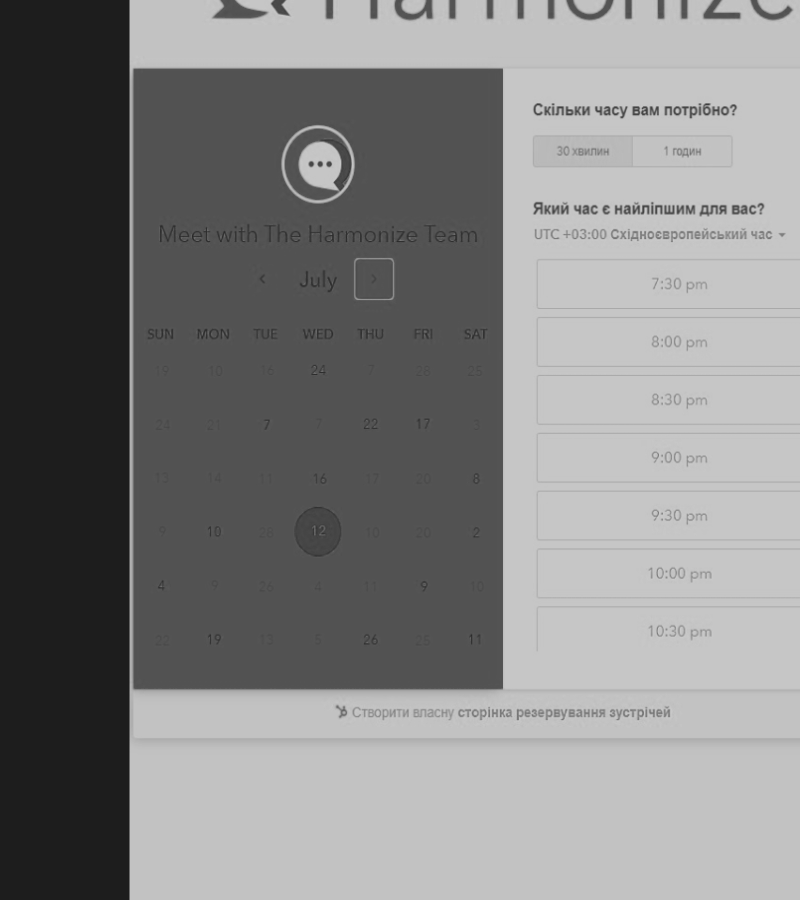 Harmonize
Meet with The Harmonize Team
July
SUN MON TUE WED THU FRI SAT
19 10 16 24 7 28 25
24 21 7 7 22 17 3
13 14 11 16 17 20 8
9 10 26 12 10 20 2
4 9 26 4 11 9 10
22 19 13 5 26 25 11
Скільки часу вам потрібно?
30 хвилин 1 годин
Який час є найліпшим для вас?
UTC +03:00 Східноєвропейський час
7:30 pm
8:00 pm
8:30 pm
9:00 pm
9:30 pm
10:00 pm
10:30 pm
Створити власну сторінка резервування зустрічей